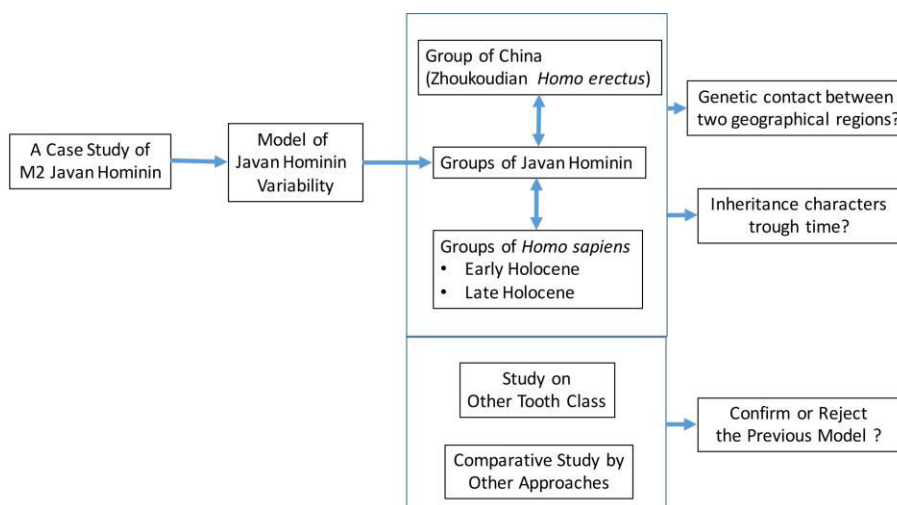 A Case Study of
M2 Javan Hominin
Model of
Javan Hominin
Variability
Group of China
(Zhoukoudian Homo erectus)
Groups of Javan Hominin
Groups of Homo sapiens
• Early Holocene
• Late Holocene
Genetic contact between
two geographical regions?
Inheritance characters
trough time?
Study on
Other Tooth Class
Comparative Study by
Other Approaches
Confirm or Reject
the Previous Model ?